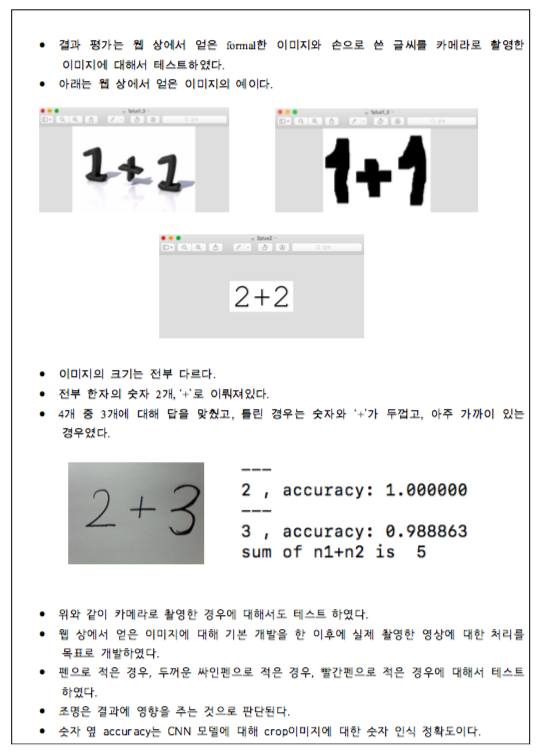 • 결과 평가는 웹 상에서 얻은 formal한 이미지와 손으로 쓴 글씨를 카메라로 촬영한
이미지에 대해서 테스트하였다.
• 아래는 웹 상에서 얻은 이미지의 예이다.
1+1
1+1
2plus2
2+2
• 이미지의 크기는 전부 다르다.
• 전부 한자의 숫자 2개, '+'로 이뤄져있다.
• 4개 중 3개에 대해 답을 맞췄고, 틀린 경우는 숫자와 '+'가 두껍고, 아주 가까이 있는
경우였다.
2+3
---
2 , accuracy: 1.000000
---
3 , accuracy: 0.988863
sum of n1+n2 is 5
• 위와 같이 카메라로 촬영한 경우에 대해서도 테스트 하였다.
• 웹 상에서 얻은 이미지에 대해 기본 개발을 한 이후에 실제 촬영한 영상에 대한 처리를
목표로 개발하였다.
• 펜으로 적은 경우, 두꺼운 싸인펜으로 적은 경우, 빨간펜으로 적은 경우에 대해서 테스트
하였다.
• 조명은 결과에 영향을 주는 것으로 판단된다.
• 숫자 옆 accuracy는 CNN 모델에 대해 crop이미지에 대한 숫자 인식 정확도이다.